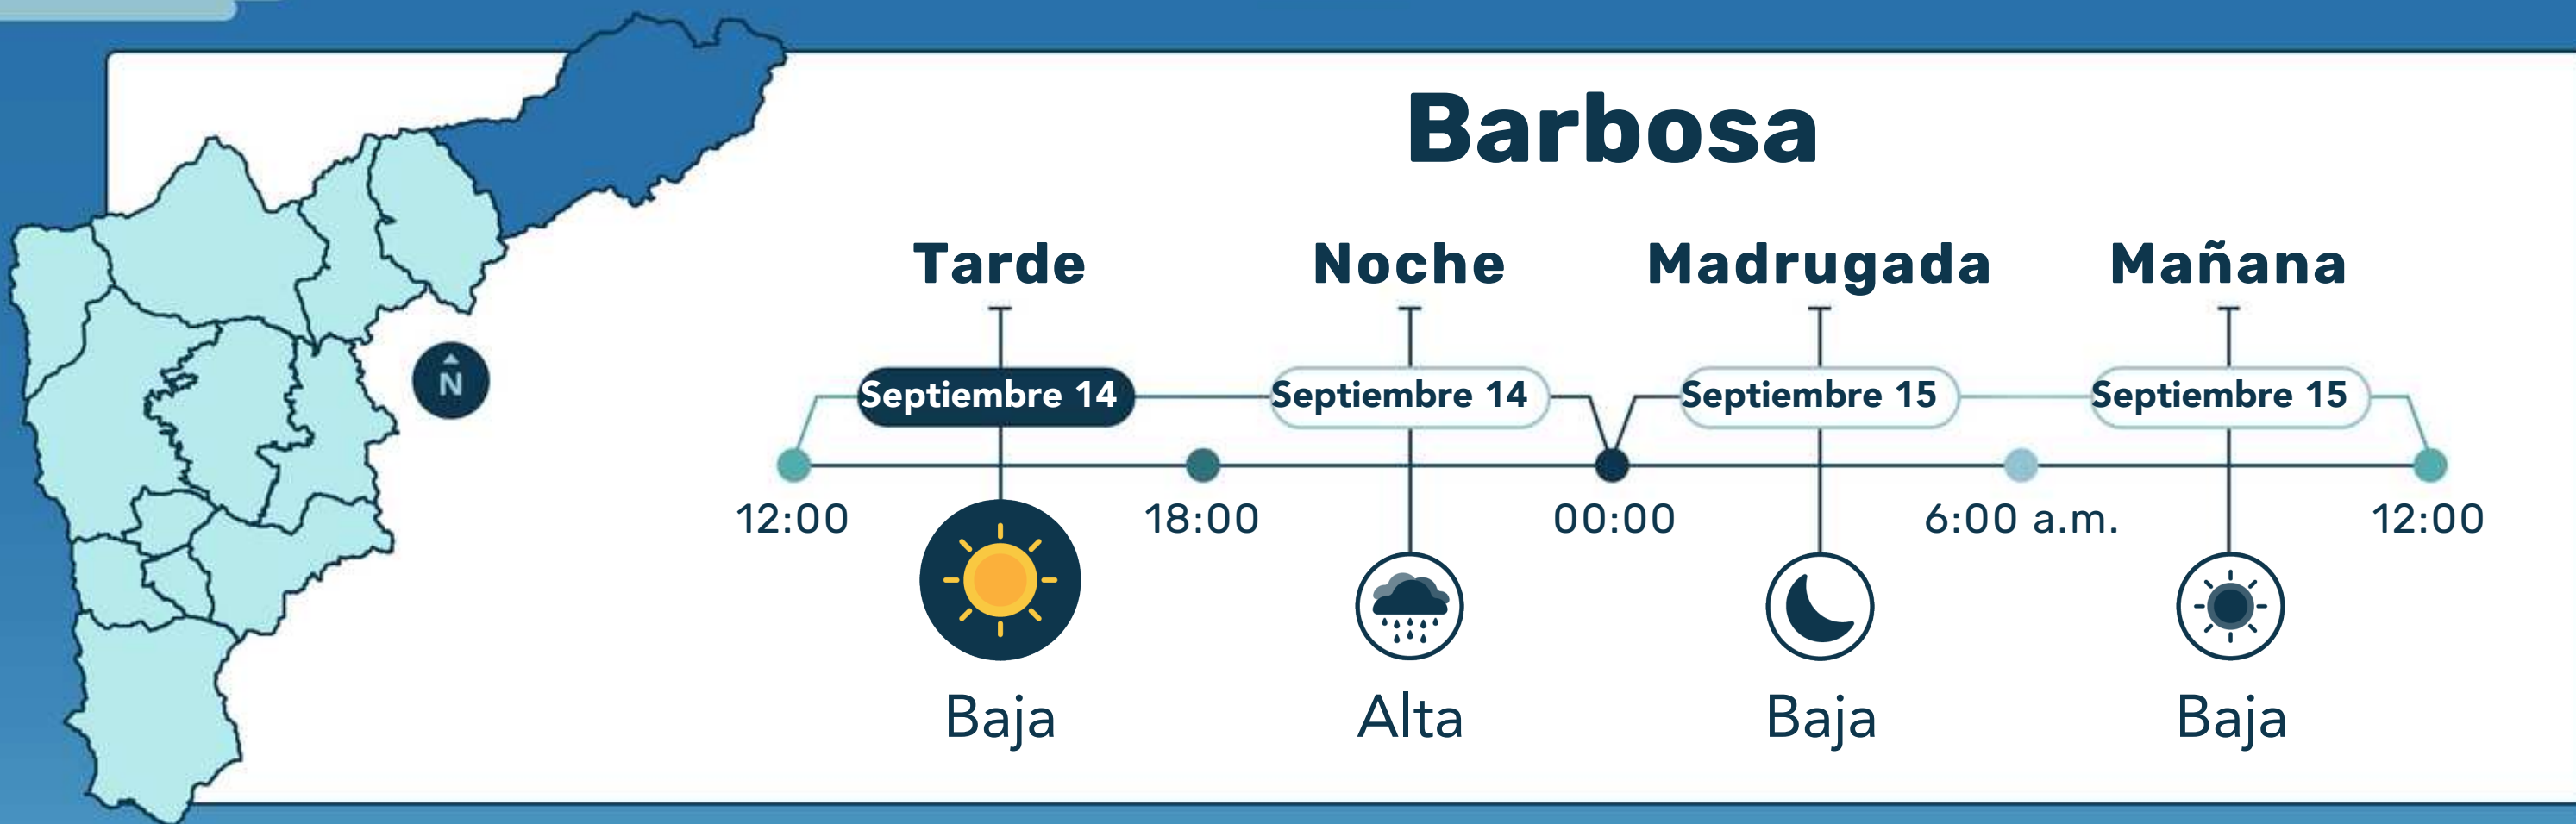 Barbosa
Tarde
Noche
Madrugada
Mañana
Septiembre 14
Septiembre 14
Septiembre 15
Septiembre 15
N
12:00
18:00
00:00
6:00 a.m.
12:00
Baja
Alta
Baja
Baja